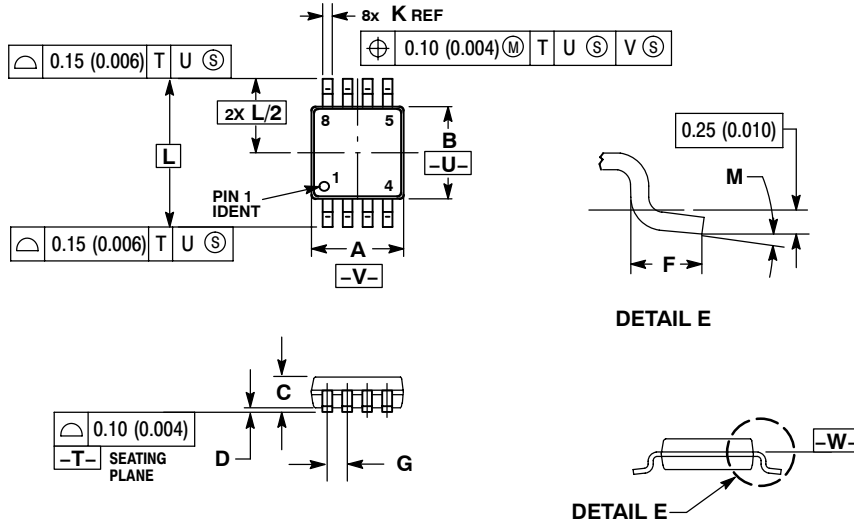 8x K REF
⌖ 0.10 (0.004) Ⓜ T U Ⓢ V Ⓢ
⌓ 0.15 (0.006) T U Ⓢ
2X L/2
8
5
B
-U-
L
PIN 1
IDENT
1
4
⌓ 0.15 (0.006) T U Ⓢ
A
-V-
0.25 (0.010)
M
F
DETAIL E
C
⌓ 0.10 (0.004)
-T- SEATING
PLANE
D
G
-W-
DETAIL E